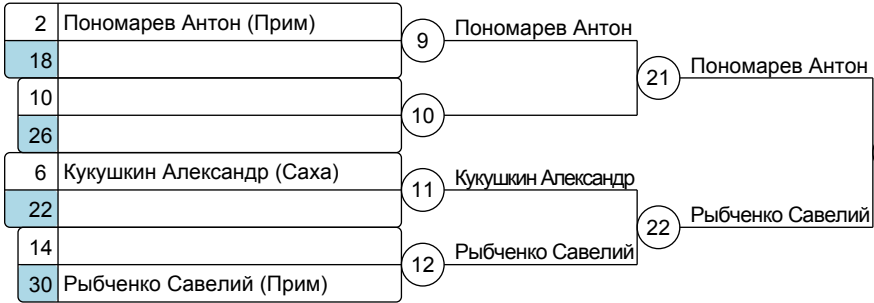 2 Пономарев Антон (Прим)
18
10
26
6 Кукушкин Александр (Саха)
22
14
30 Рыбченко Савелий (Прим)
9 Пономарев Антон
10
11 Кукушкин Александр
12 Рыбченко Савелий
21 Пономарев Антон
22 Рыбченко Савелий